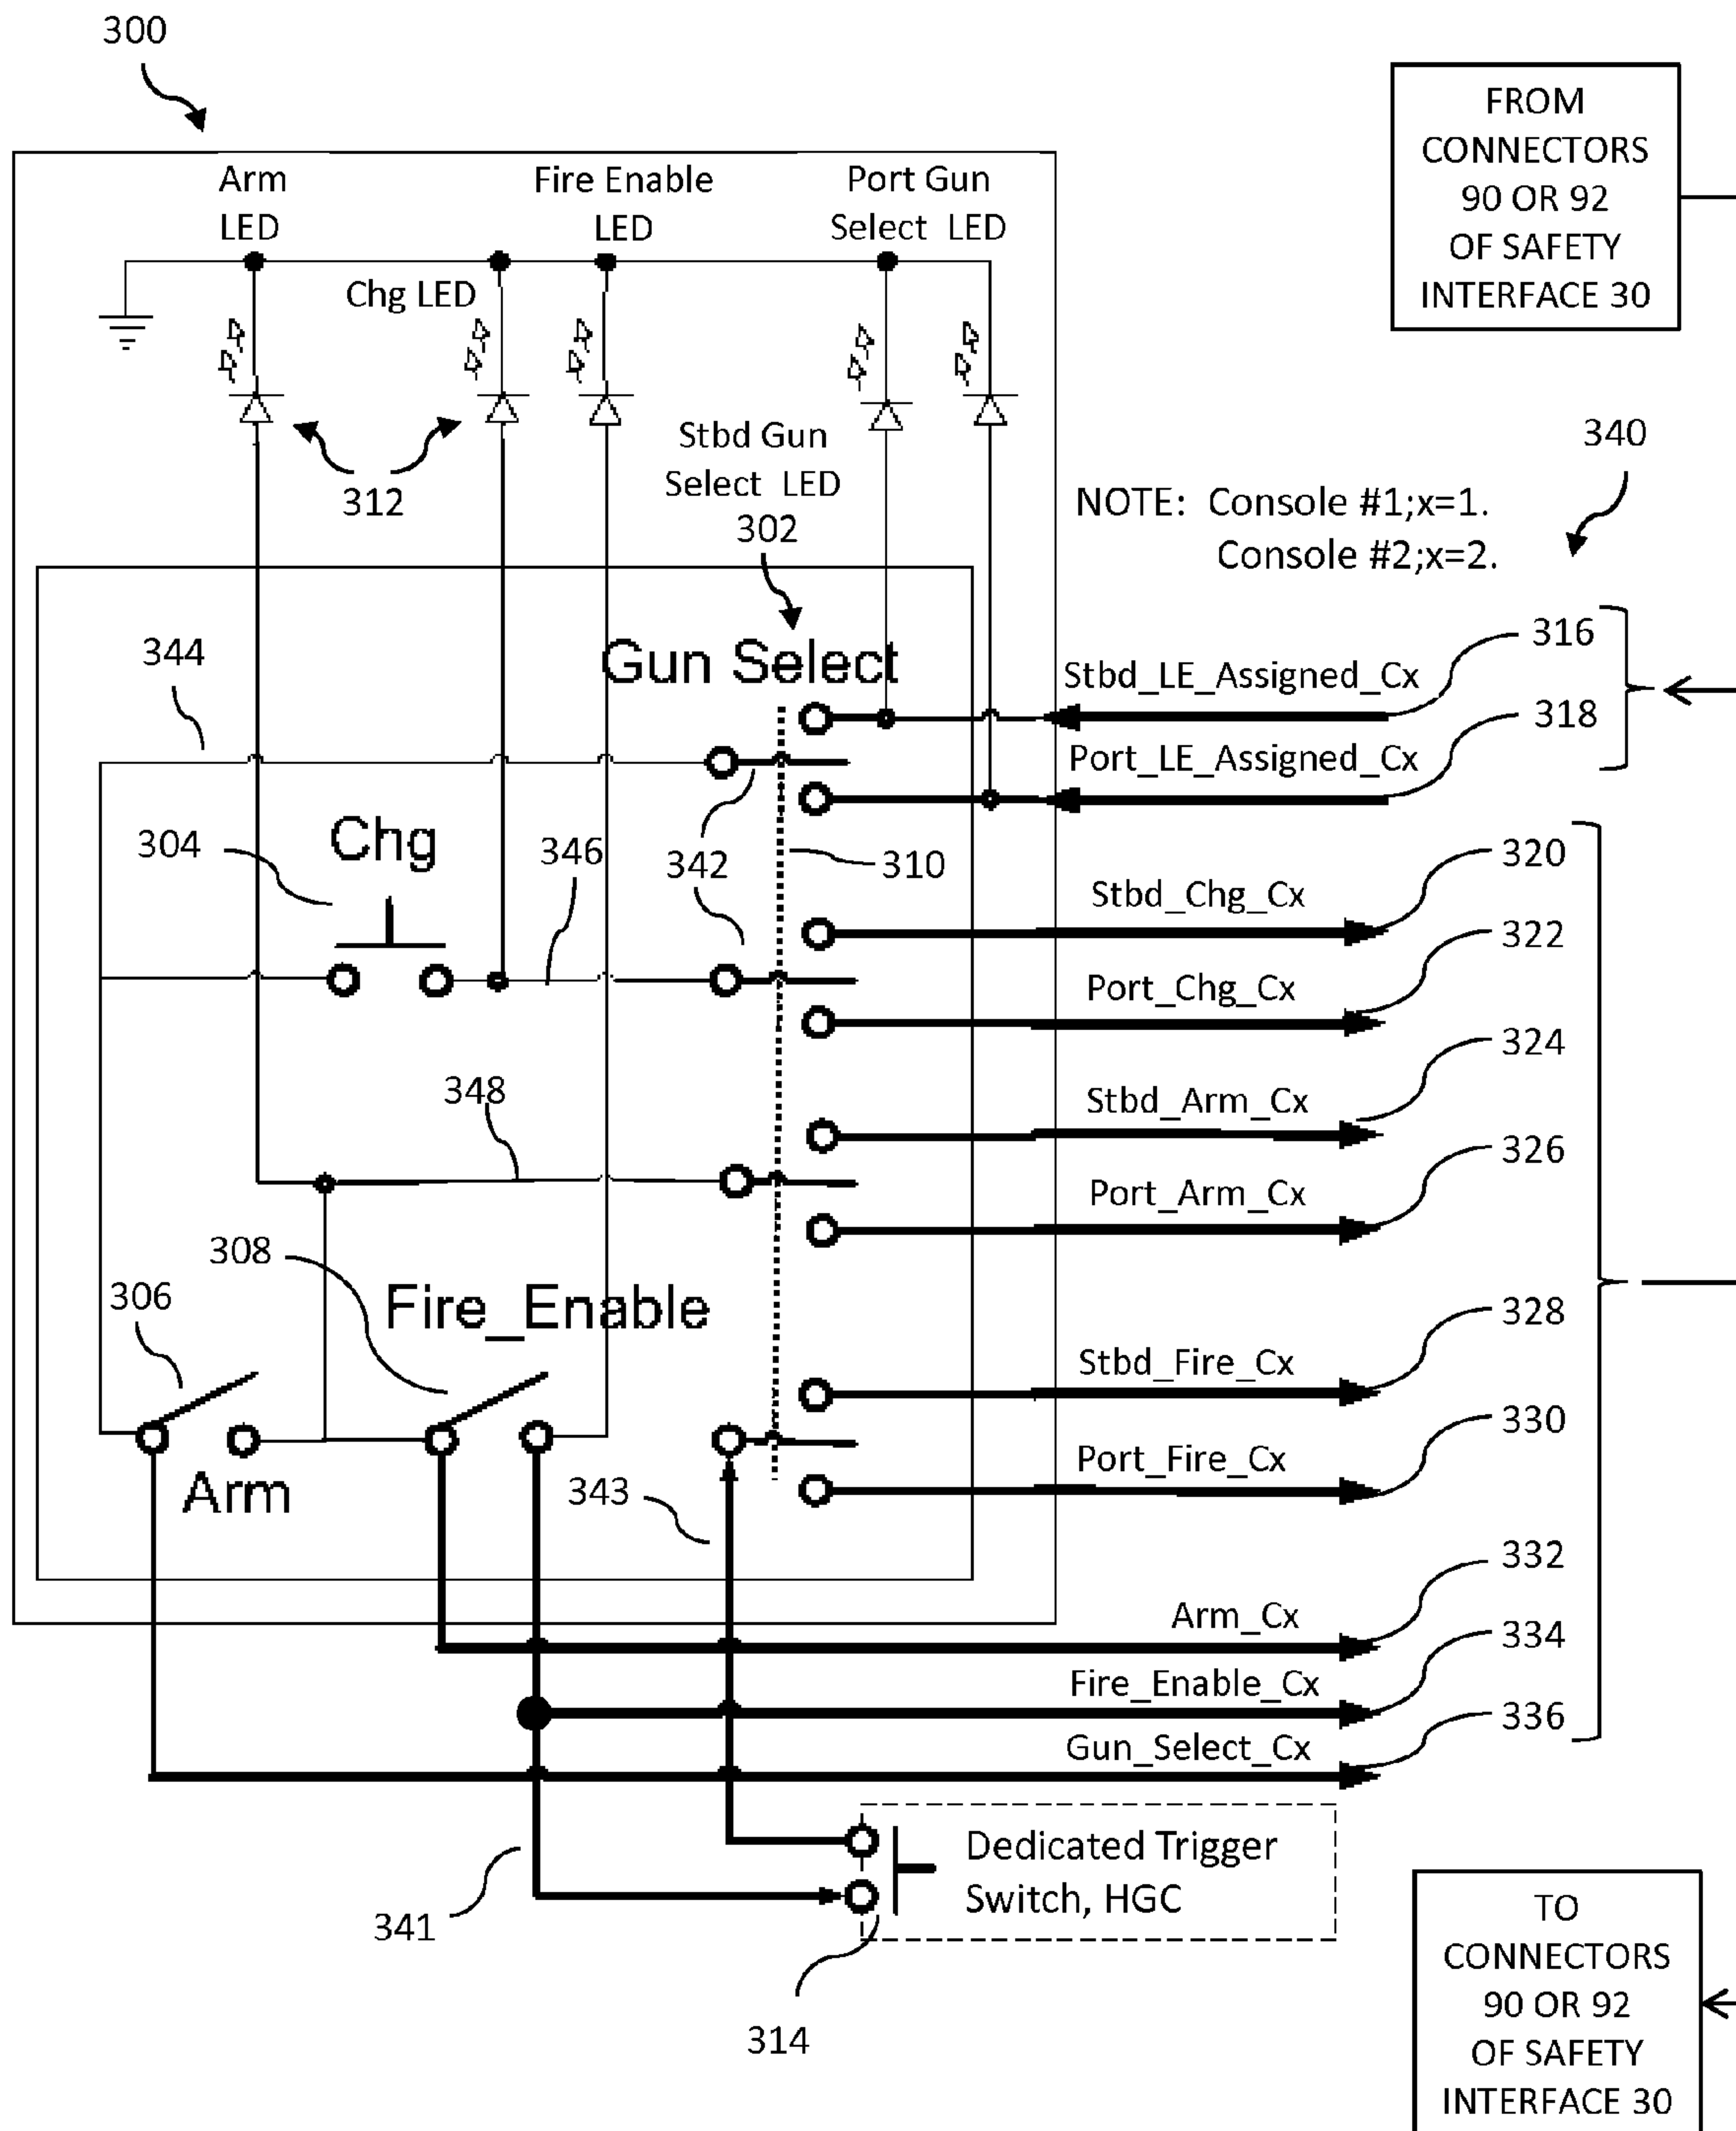 300
FROM
CONNECTORS
90 OR 92
OF SAFETY
INTERFACE 30
Arm
LED
Fire Enable
LED
Port Gun
Select LED
Chg LED
312
Stbd Gun
Select LED
302
340
NOTE: Console #1;x=1.
Console #2;x=2.
344
Gun Select
Stbd_LE_Assigned_Cx
316
Port_LE_Assigned_Cx
318
304
Chg
346
342
310
Stbd_Chg_Cx
320
Port_Chg_Cx
322
348
Stbd_Arm_Cx
324
Port_Arm_Cx
326
308
306
Fire_Enable
Stbd_Fire_Cx
328
Arm
343
Port_Fire_Cx
330
Arm_Cx
332
Fire_Enable_Cx
334
Gun_Select_Cx
336
341
Dedicated Trigger
Switch, HGC
314
TO
CONNECTORS
90 OR 92
OF SAFETY
INTERFACE 30